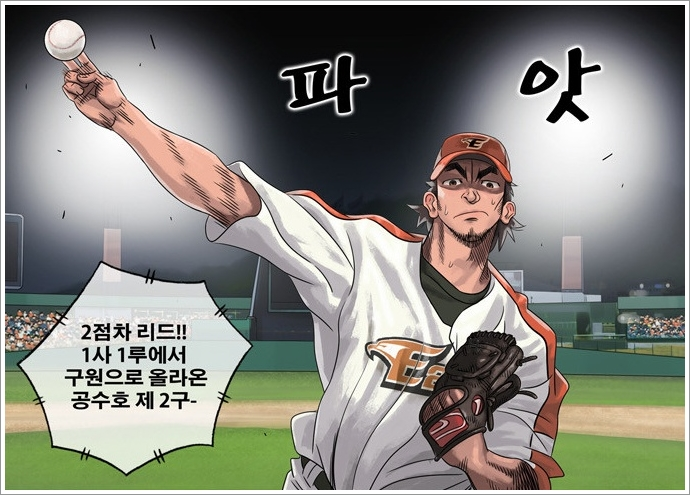 파 앗
E
Ea
2점차 리드!!
1사 1루에서
구원으로 올라온
공수호 제 2구-